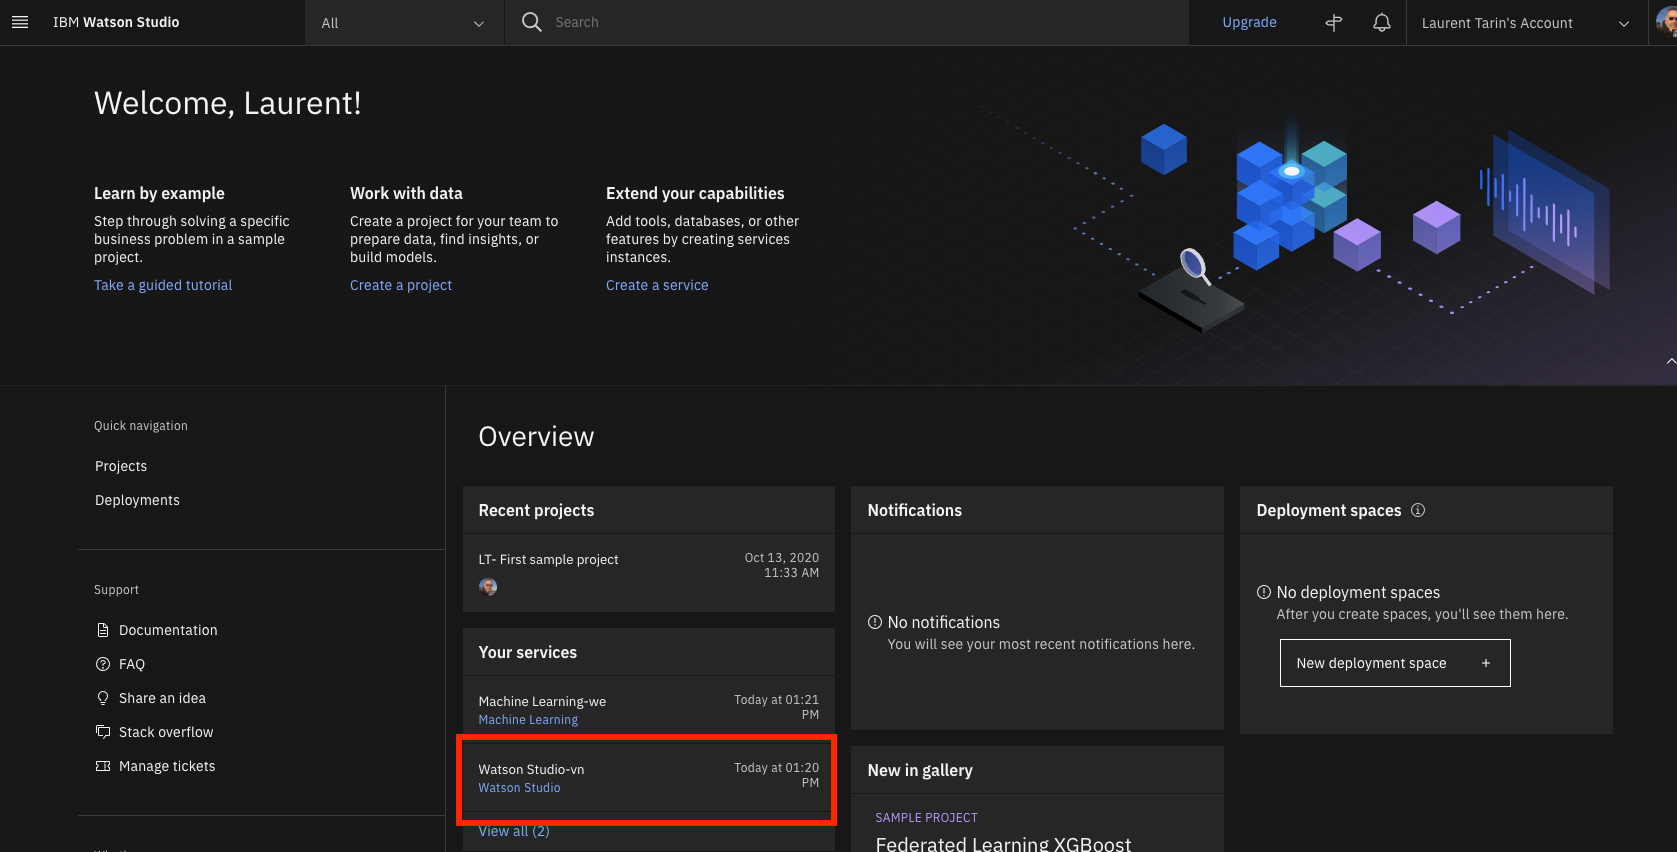 IBM Watson Studio
All
Search
Upgrade
Laurent Tarin's Account
Welcome, Laurent!
Learn by example
Step through solving a specific
business problem in a sample
project.
Take a guided tutorial
Work with data
Create a project for your team to
prepare data, find insights, or
build models.
Create a project
Extend your capabilities
Add tools, databases, or other
features by creating services
instances.
Create a service
Quick navigation
Projects
Deployments
Support
Documentation
FAQ
Share an idea
Stack overflow
Manage tickets
Overview
Recent projects
LT- First sample project
Oct 13, 2020
11:33 AM
Your services
Machine Learning-we
Machine Learning
Today at 01:21
PM
Watson Studio-vn
Watson Studio
Today at 01:20
PM
View all (2)
Notifications
No notifications
You will see your most recent notifications here.
New in gallery
SAMPLE PROJECT
Federated Learning XGBoost
Deployment spaces
No deployment spaces
After you create spaces, you'll see them here.
New deployment space +